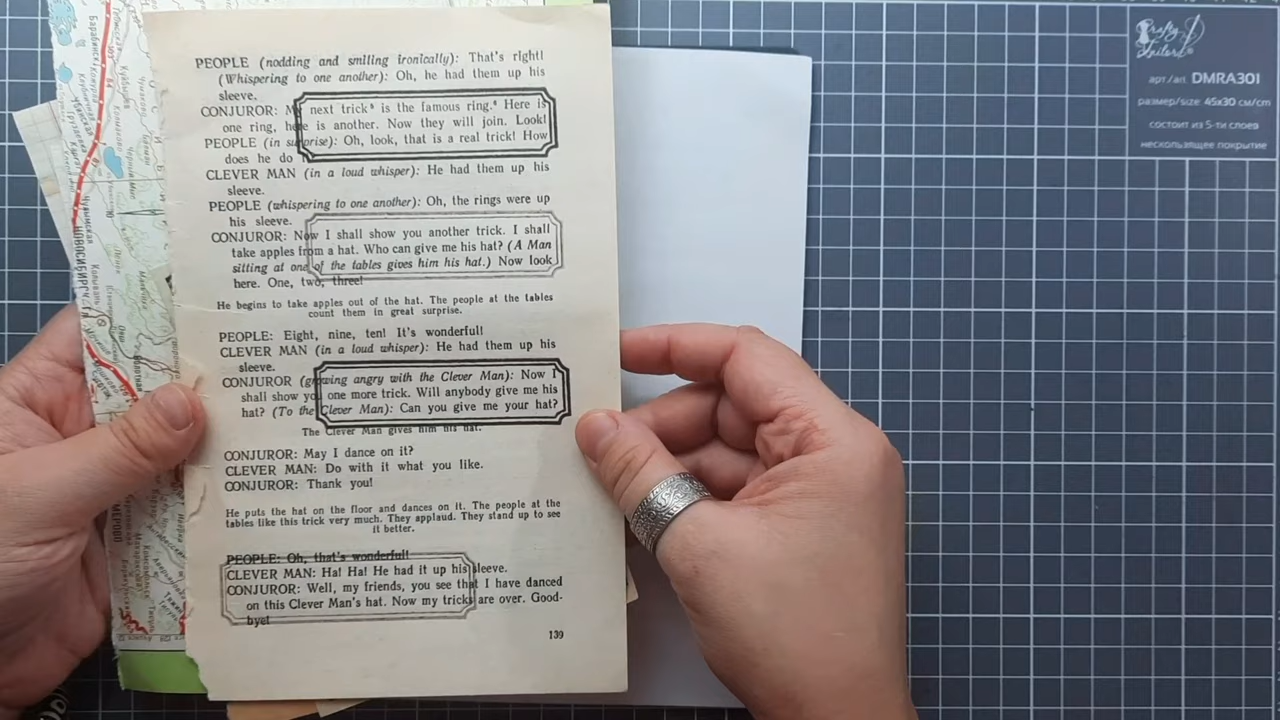 PEOPLE (nodding and smiling ironically): That's right!
(Whispering to one another): Oh, he had them up his
sleeve.
CONJUROR: My next trick⁵ is the famous ring.⁶ Here is
one ring, here is another. Now they will join. Look!
PEOPLE (in surprise): Oh, look, that is a real trick! How
does he do
CLEVER MAN (in a loud whisper): He had them up his
sleeve.
PEOPLE (whispering to one another): Oh, the rings were up
his sleeve.
CONJUROR: Now I shall show you another trick. I shall
take apples from a hat. Who can give me his hat? (A Man
sitting at one of the tables gives him his hat.) Now look
here. One, two, three!
He begins to take apples out of the hat. The people at the tables
count them in great surprise.
PEOPLE: Eight, nine, ten! It's wonderful!
CLEVER MAN (in a loud whisper): He had them up his
sleeve.
CONJUROR (growing angry with the Clever Man): Now I
shall show you one more trick. Will anybody give me his
hat? (To the Clever Man): Can you give me your hat?
The Clever Man gives him his hat.
CONJUROR: May I dance on it?
CLEVER MAN: Do with it what you like.
CONJUROR: Thank you!
He puts the hat on the floor and dances on it. The people at the
tables like this trick very much. They applaud. They stand up to see
it better.
PEOPLE: Oh, that's wonderful!
CLEVER MAN: Ha! Ha! He had it up his sleeve.
CONJUROR: Well, my friends, you see that I have danced
on this Clever Man's hat. Now my tricks are over. Good-
bye!
139
НОВОСИБИРСК
Чулымская
Crafty
Tailor®
арт./art. DMRA301
размер/size 45x30 см/cm
состоит из 5-ти слоев
нескользящее покрытие